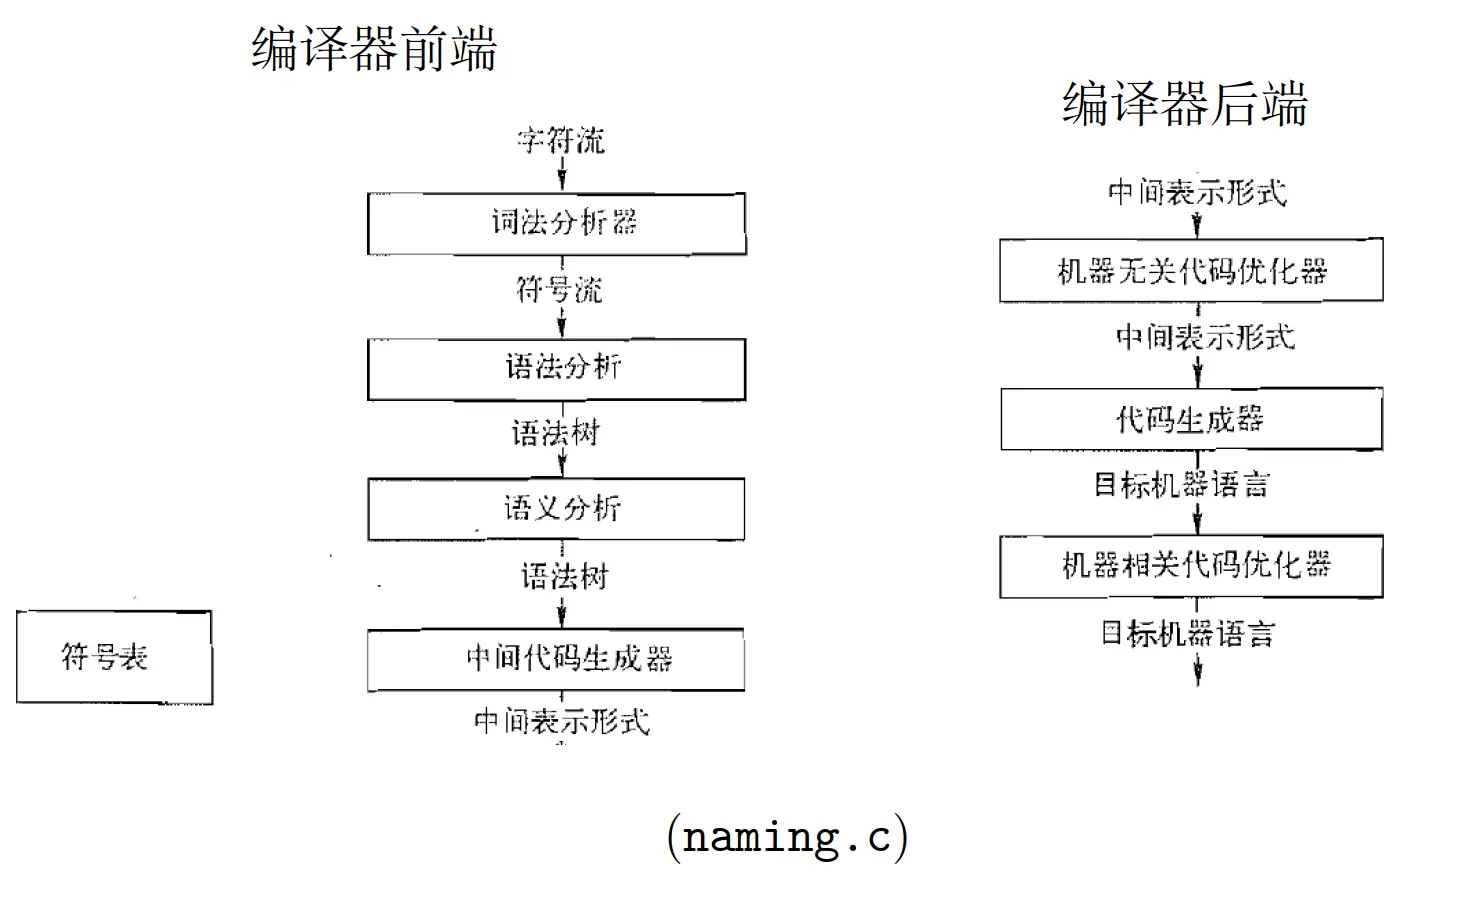 编译器前端
字符流
词法分析器
符号流
语法分析
语法树
语义分析
语法树
中间代码生成器
中间表示形式
符号表
编译器后端
中间表示形式
机器无关代码优化器
中间表示形式
代码生成器
目标机器语言
机器相关代码优化器
目标机器语言
(naming.c)